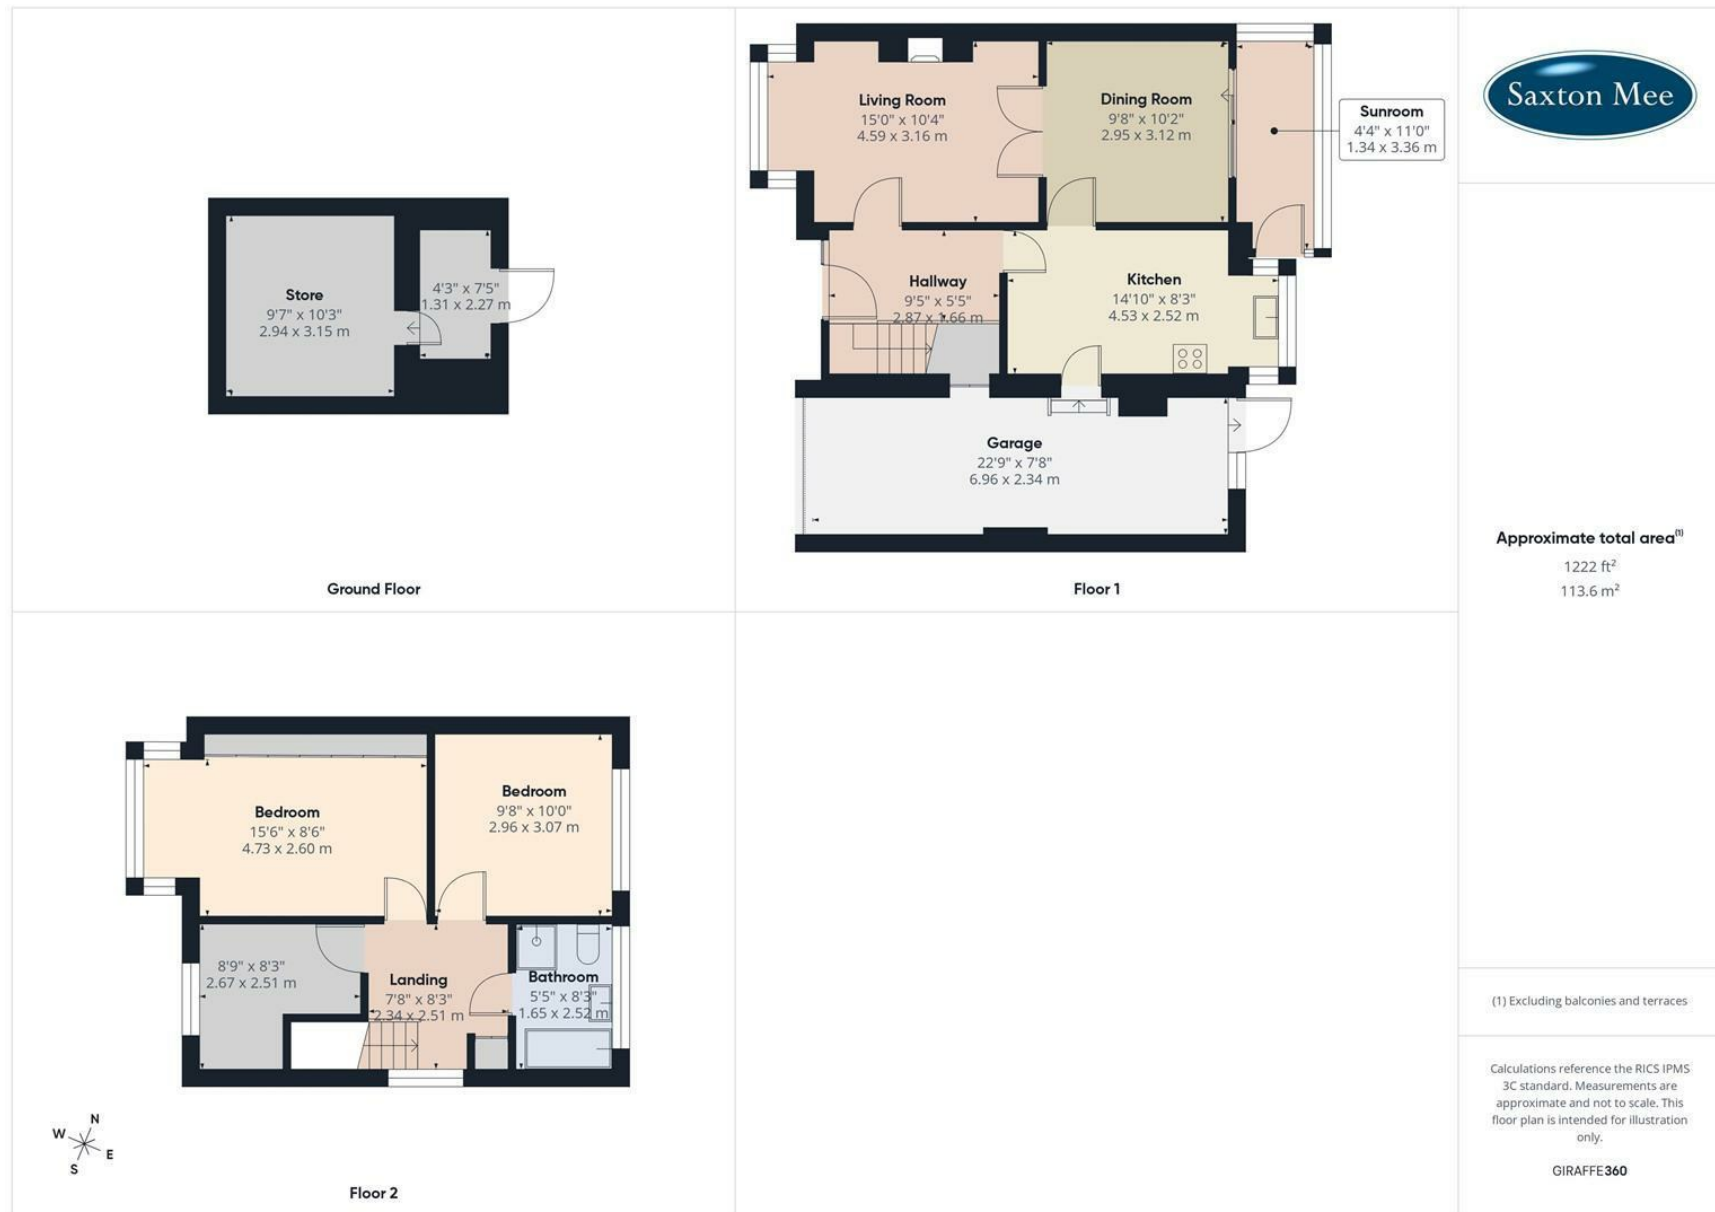 Store
9'7" x 10'3"
2.94 x 3.15 m
4'3" x 7'5"
1.31 x 2.27 m
Ground Floor
Living Room
15'0" x 10'4"
4.59 x 3.16 m
Dining Room
9'8" x 10'2"
2.95 x 3.12 m
Sunroom
4'4" x 11'0"
1.34 x 3.36 m
Hallway
9'5" x 5'5"
2.87 x 1.66 m
Kitchen
14'10" x 8'3"
4.53 x 2.52 m
Garage
22'9" x 7'8"
6.96 x 2.34 m
Floor 1
Bedroom
15'6" x 8'6"
4.73 x 2.60 m
Bedroom
9'8" x 10'0"
2.96 x 3.07 m
8'9" x 8'3"
2.67 x 2.51 m
Landing
7'8" x 8'3"
2.34 x 2.51 m
Bathroom
5'5" x 8'3"
1.65 x 2.52 m
N
W
E
S
Floor 2
Saxton Mee
Approximate total area(1)
1222 ft²
113.6 m²
(1) Excluding balconies and terraces
Calculations reference the RICS IPMS
3C standard. Measurements are
approximate and not to scale. This
floor plan is intended for illustration
only.
GIRAFFE360